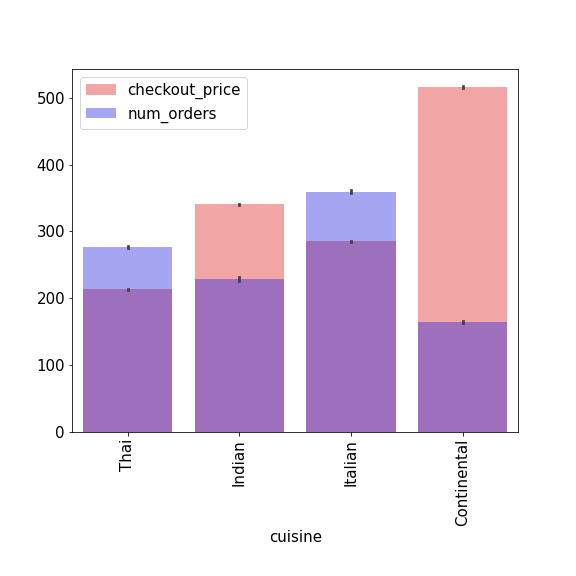 checkout_price
num_orders
500
400
300
200
100
0
Thai
Indian
Italian
Continental
cuisine